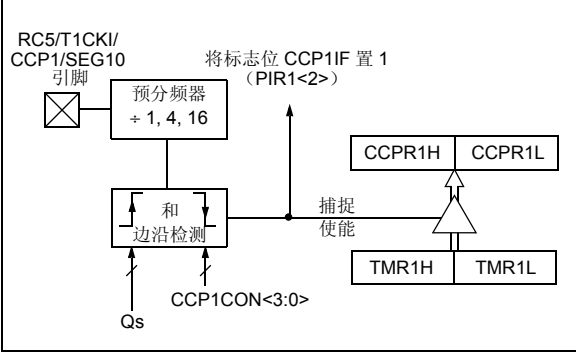 RC5/T1CKI/
CCP1/SEG10
引脚
将标志位 CCP1IF 置 1
（PIR1<2>）
预分频器
÷ 1, 4, 16
CCPR1H CCPR1L
和
边沿检测
捕捉
使能
TMR1H TMR1L
CCP1CON<3:0>
Qs